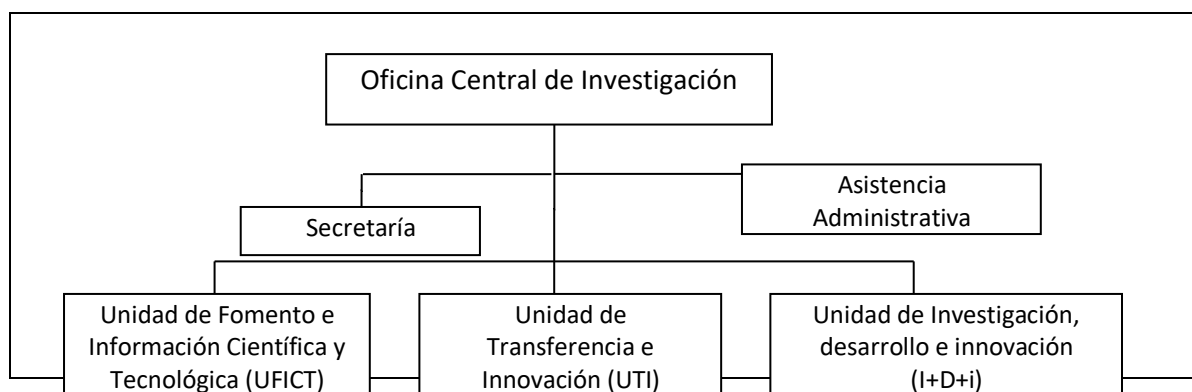 Oficina Central de Investigación
Asistencia
Administrativa
Secretaría
Unidad de Fomento e
Información Científica y
Tecnológica (UFICT)
Unidad de
Transferencia e
Innovación (UTI)
Unidad de Investigación,
desarrollo e innovación
(I+D+i)